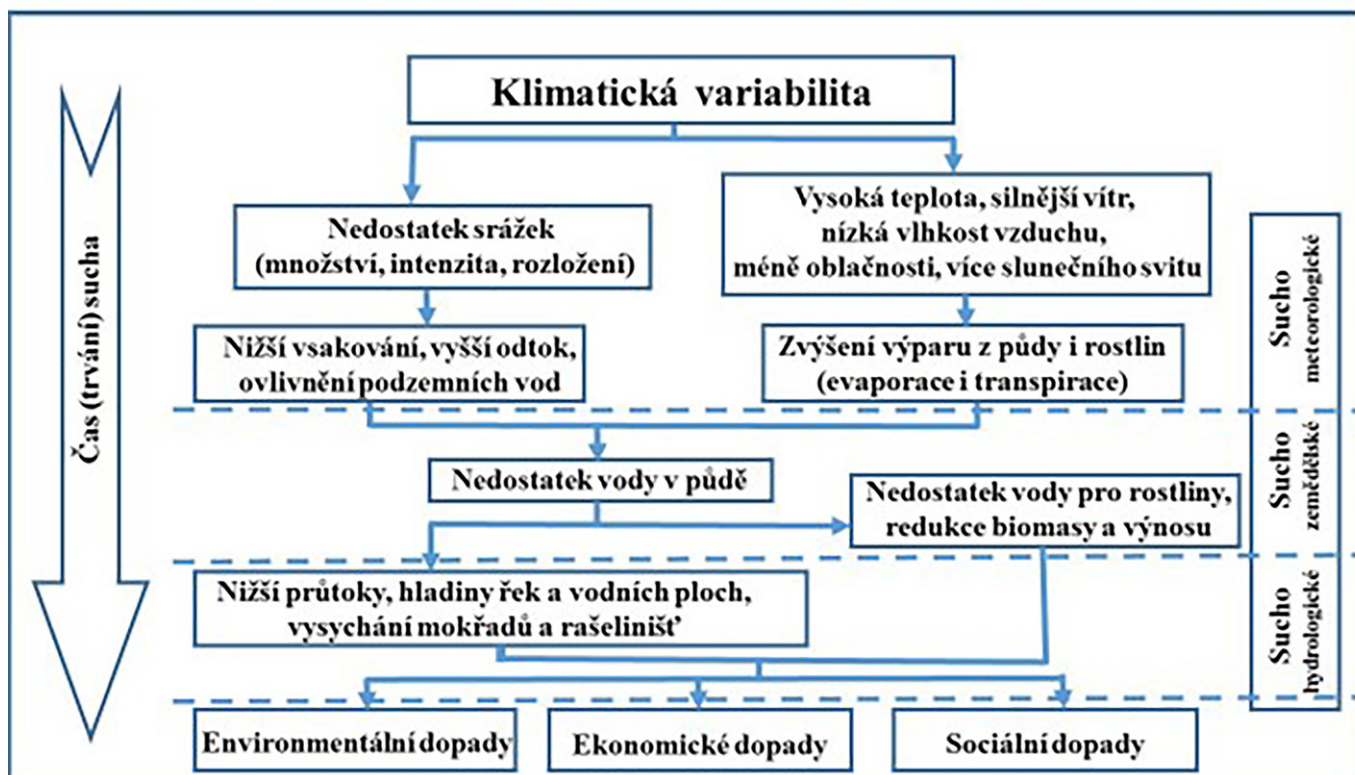 Klimatická variabilita
Nedostatek srážek
(množství, intenzita, rozložení)
Vysoká teplota, silnější vítr,
nízká vlhkost vzduchu,
méně oblačnosti, více slunečního svitu
Nižší vsakování, vyšší odtok,
ovlivnění podzemních vod
Zvýšení výparu z půdy i rostlin
(evaporace i transpirace)
Nedostatek vody v půdě
Nedostatek vody pro rostliny,
redukce biomasy a výnosu
Nižší průtoky, hladiny řek a vodních ploch,
vysychání mokřadů a rašelinišť
Environmentální dopady
Ekonomické dopady
Sociální dopady
Čas (trvání) sucha
Sucho
meteorologické
Sucho
zemědělské
Sucho
hydrologické